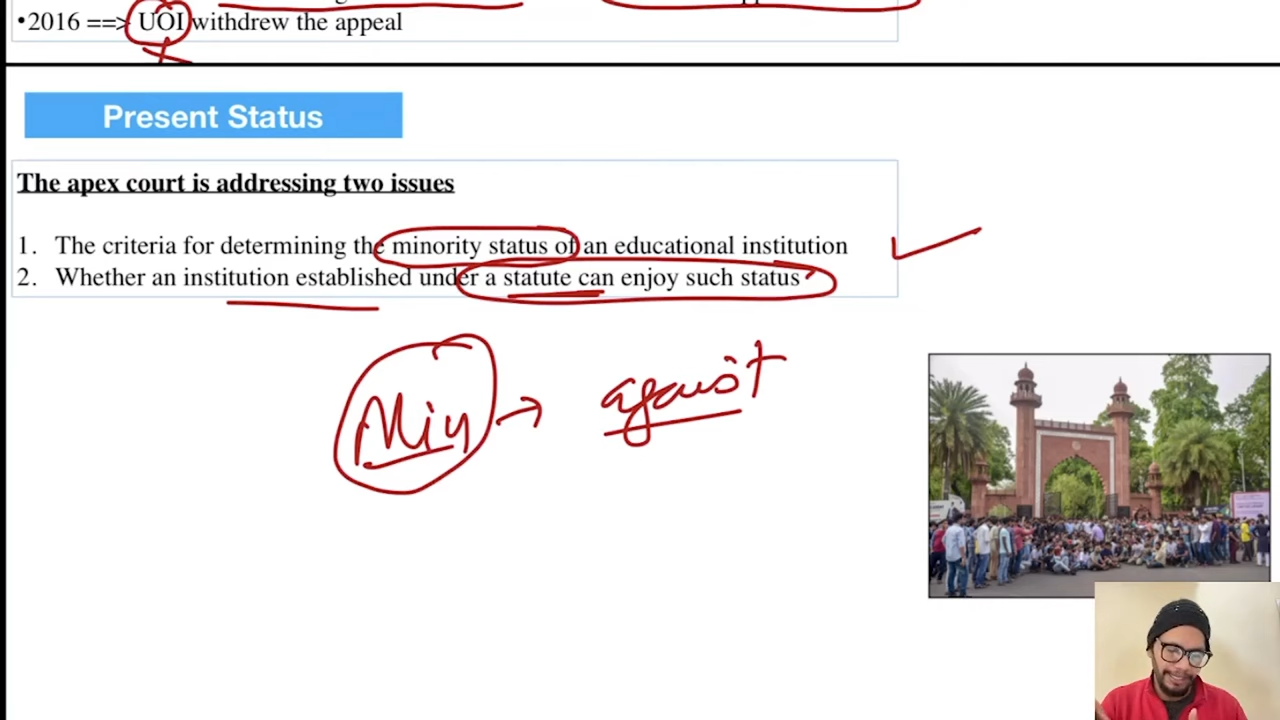 •2016 ==> UOI withdrew the appeal
Present Status
The apex court is addressing two issues
1. The criteria for determining the minority status of an educational institution
2. Whether an institution established under a statute can enjoy such status
Min → against